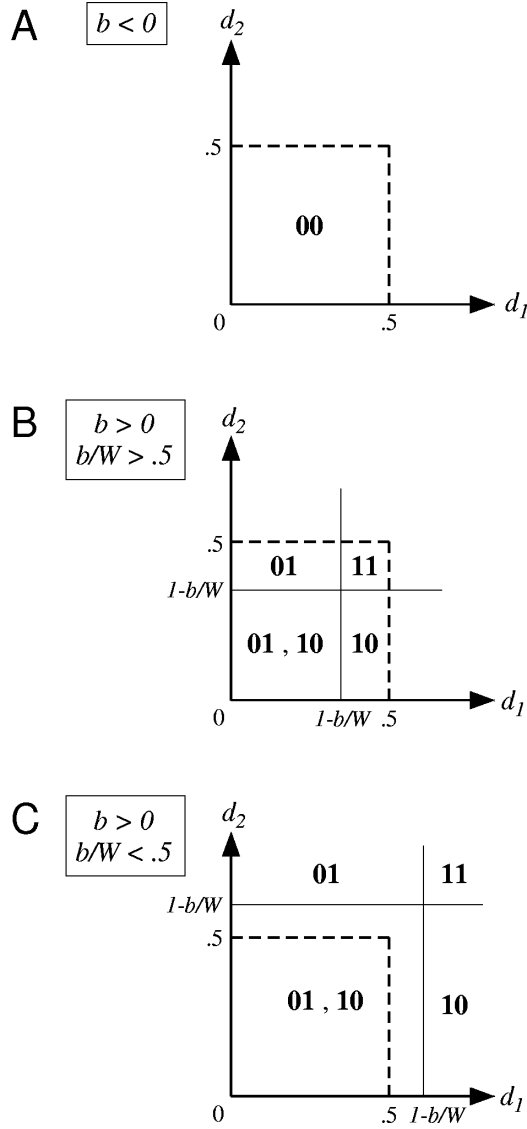 A
b < 0
d2
.5
00
0
.5
d1
B
b > 0
b/W > .5
d2
.5
01
11
1-b/W
01 , 10
10
0
1-b/W
.5
d1
C
b > 0
b/W < .5
d2
01
11
1-b/W
.5
01 , 10
10
0
.5
1-b/W
d1